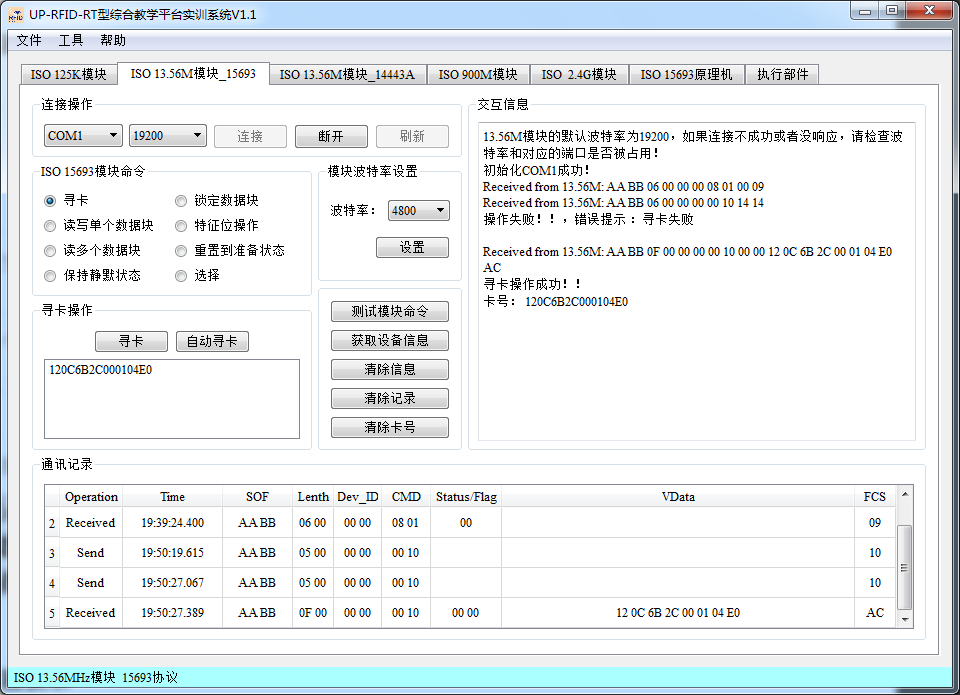 UP-RFID-RT型综合教学平台实训系统V1.1
文件 工具 帮助
ISO 125K模块 ISO 13.56M模块_15693 ISO 13.56M模块_14443A ISO 900M模块 ISO 2.4G模块 ISO 15693原理机 执行部件
连接操作
COM1 19200 连接 断开 刷新
ISO 15693模块命令
寻卡 锁定数据块
读写单个数据块 特征位操作
读多个数据块 重置到准备状态
保持静默状态 选择
模块波特率设置
波特率： 4800
设置
寻卡操作
寻卡 自动寻卡
120C6B2C000104E0
测试模块命令
获取设备信息
清除信息
清除记录
清除卡号
交互信息
13.56M模块的默认波特率为19200，如果连接不成功或者没响应，请检查波
特率和对应的端口是否被占用！
初始化COM1成功！
Received from 13.56M: AA BB 06 00 00 00 08 01 00 09
Received from 13.56M: AA BB 06 00 00 00 00 10 14 14
操作失败！！，错误提示 ：寻卡失败
Received from 13.56M: AA BB 0F 00 00 00 00 10 00 00 12 0C 6B 2C 00 01 04 E0
AC
寻卡操作成功！！
卡号： 120C6B2C000104E0
通讯记录
Operation Time SOF Lenth Dev_ID CMD Status/Flag VData FCS
2 Received 19:39:24.400 AA BB 06 00 00 00 08 01 00 09
3 Send 19:50:19.615 AA BB 05 00 00 00 00 10 10
4 Send 19:50:27.067 AA BB 05 00 00 00 00 10 10
5 Received 19:50:27.389 AA BB 0F 00 00 00 00 10 00 00 12 0C 6B 2C 00 01 04 E0 AC
ISO 13.56MHz模块 15693协议